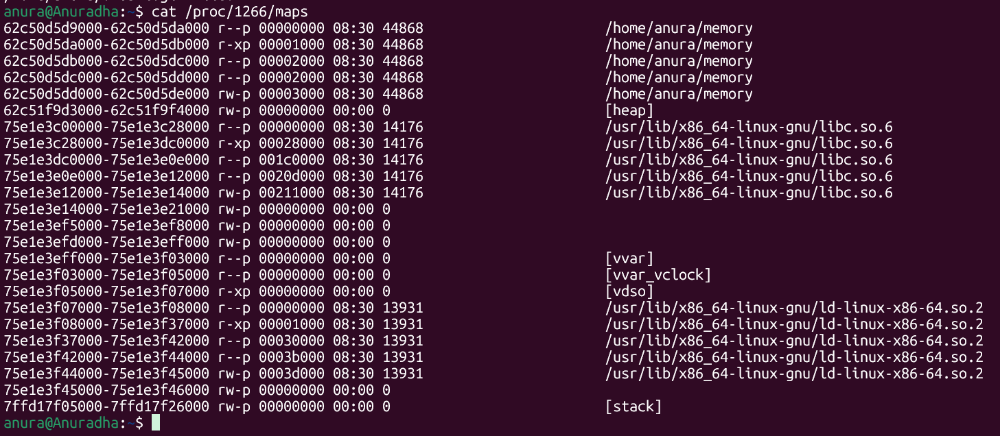 anura@Anuradha:~$ cat /proc/1266/maps
62c50d5d9000-62c50d5da000 r--p 00000000 08:30 44868 /home/anura/memory
62c50d5da000-62c50d5db000 r-xp 00001000 08:30 44868 /home/anura/memory
62c50d5db000-62c50d5dc000 r--p 00002000 08:30 44868 /home/anura/memory
62c50d5dc000-62c50d5dd000 r--p 00002000 08:30 44868 /home/anura/memory
62c50d5dd000-62c50d5de000 rw-p 00003000 08:30 44868 /home/anura/memory
62c51f9d3000-62c51f9f4000 rw-p 00000000 00:00 0 [heap]
75e1e3c00000-75e1e3c28000 r--p 00000000 08:30 14176 /usr/lib/x86_64-linux-gnu/libc.so.6
75e1e3c28000-75e1e3dc0000 r-xp 00028000 08:30 14176 /usr/lib/x86_64-linux-gnu/libc.so.6
75e1e3dc0000-75e1e3e0e000 r--p 001c0000 08:30 14176 /usr/lib/x86_64-linux-gnu/libc.so.6
75e1e3e0e000-75e1e3e12000 r--p 0020d000 08:30 14176 /usr/lib/x86_64-linux-gnu/libc.so.6
75e1e3e12000-75e1e3e14000 rw-p 00211000 08:30 14176 /usr/lib/x86_64-linux-gnu/libc.so.6
75e1e3e14000-75e1e3e21000 rw-p 00000000 00:00 0
75e1e3ef5000-75e1e3ef8000 rw-p 00000000 00:00 0
75e1e3efd000-75e1e3eff000 rw-p 00000000 00:00 0
75e1e3eff000-75e1e3f03000 r--p 00000000 00:00 0 [vvar]
75e1e3f03000-75e1e3f05000 r--p 00000000 00:00 0 [vvar_vclock]
75e1e3f05000-75e1e3f07000 r-xp 00000000 00:00 0 [vdso]
75e1e3f07000-75e1e3f08000 r--p 00000000 08:30 13931 /usr/lib/x86_64-linux-gnu/ld-linux-x86-64.so.2
75e1e3f08000-75e1e3f37000 r-xp 00001000 08:30 13931 /usr/lib/x86_64-linux-gnu/ld-linux-x86-64.so.2
75e1e3f37000-75e1e3f42000 r--p 00030000 08:30 13931 /usr/lib/x86_64-linux-gnu/ld-linux-x86-64.so.2
75e1e3f42000-75e1e3f44000 r--p 0003b000 08:30 13931 /usr/lib/x86_64-linux-gnu/ld-linux-x86-64.so.2
75e1e3f44000-75e1e3f45000 rw-p 0003d000 08:30 13931 /usr/lib/x86_64-linux-gnu/ld-linux-x86-64.so.2
75e1e3f45000-75e1e3f46000 rw-p 00000000 00:00 0
7ffd17f05000-7ffd17f26000 rw-p 00000000 00:00 0 [stack]
anura@Anuradha:~$